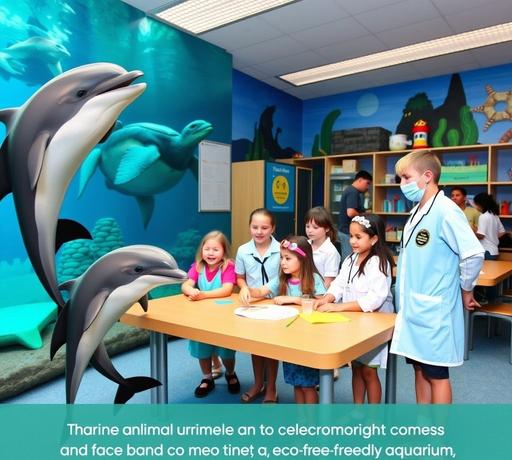 Tharine anlimal urrimele an to celecromoright comess
and face band co meo tinet a, eco-free-freedly aquarium,